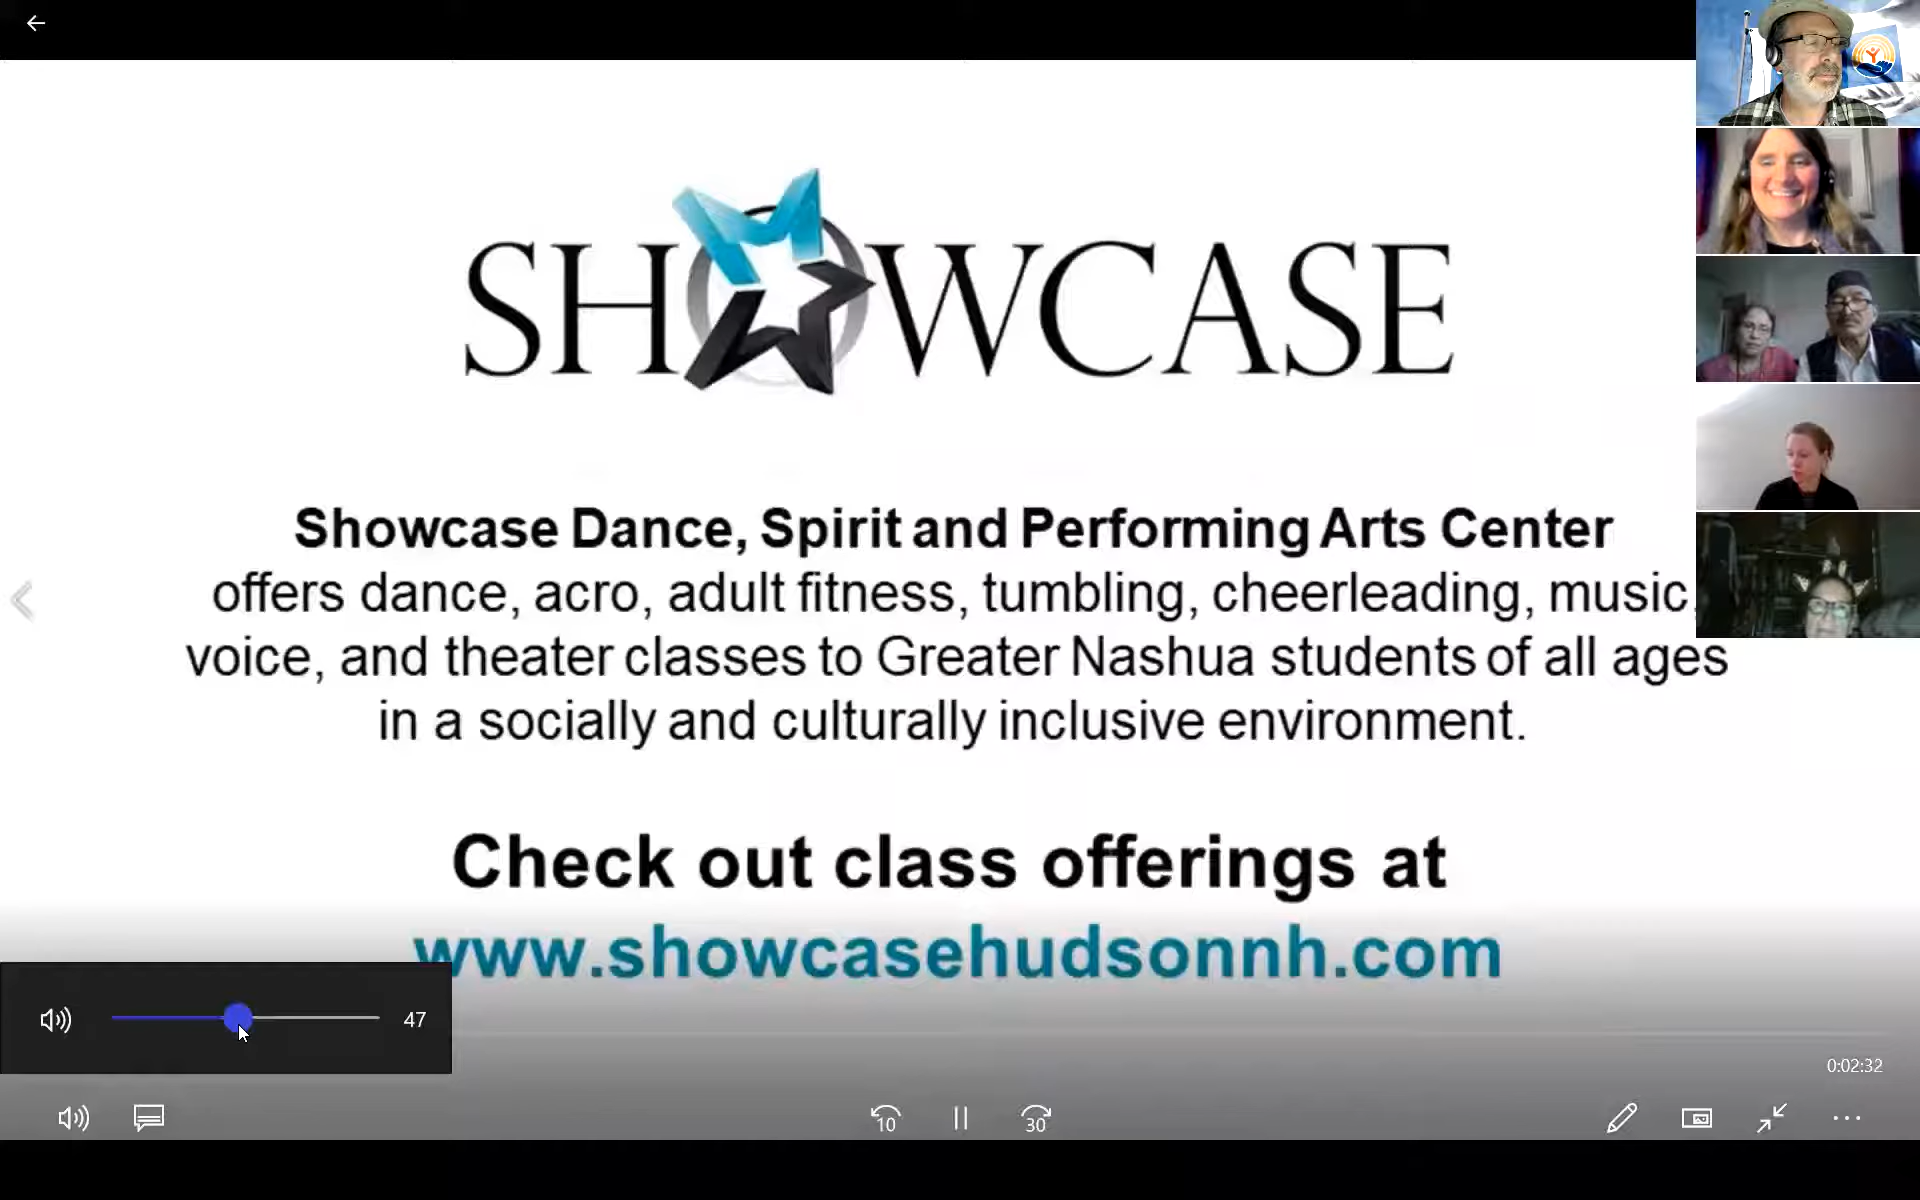 SHOWCASE
Showcase Dance, Spirit and Performing Arts Center
offers dance, acro, adult fitness, tumbling, cheerleading, music,
voice, and theater classes to Greater Nashua students of all ages
in a socially and culturally inclusive environment.
Check out class offerings at
www.showcasehudsonnh.com
47
0:02:32
10
30